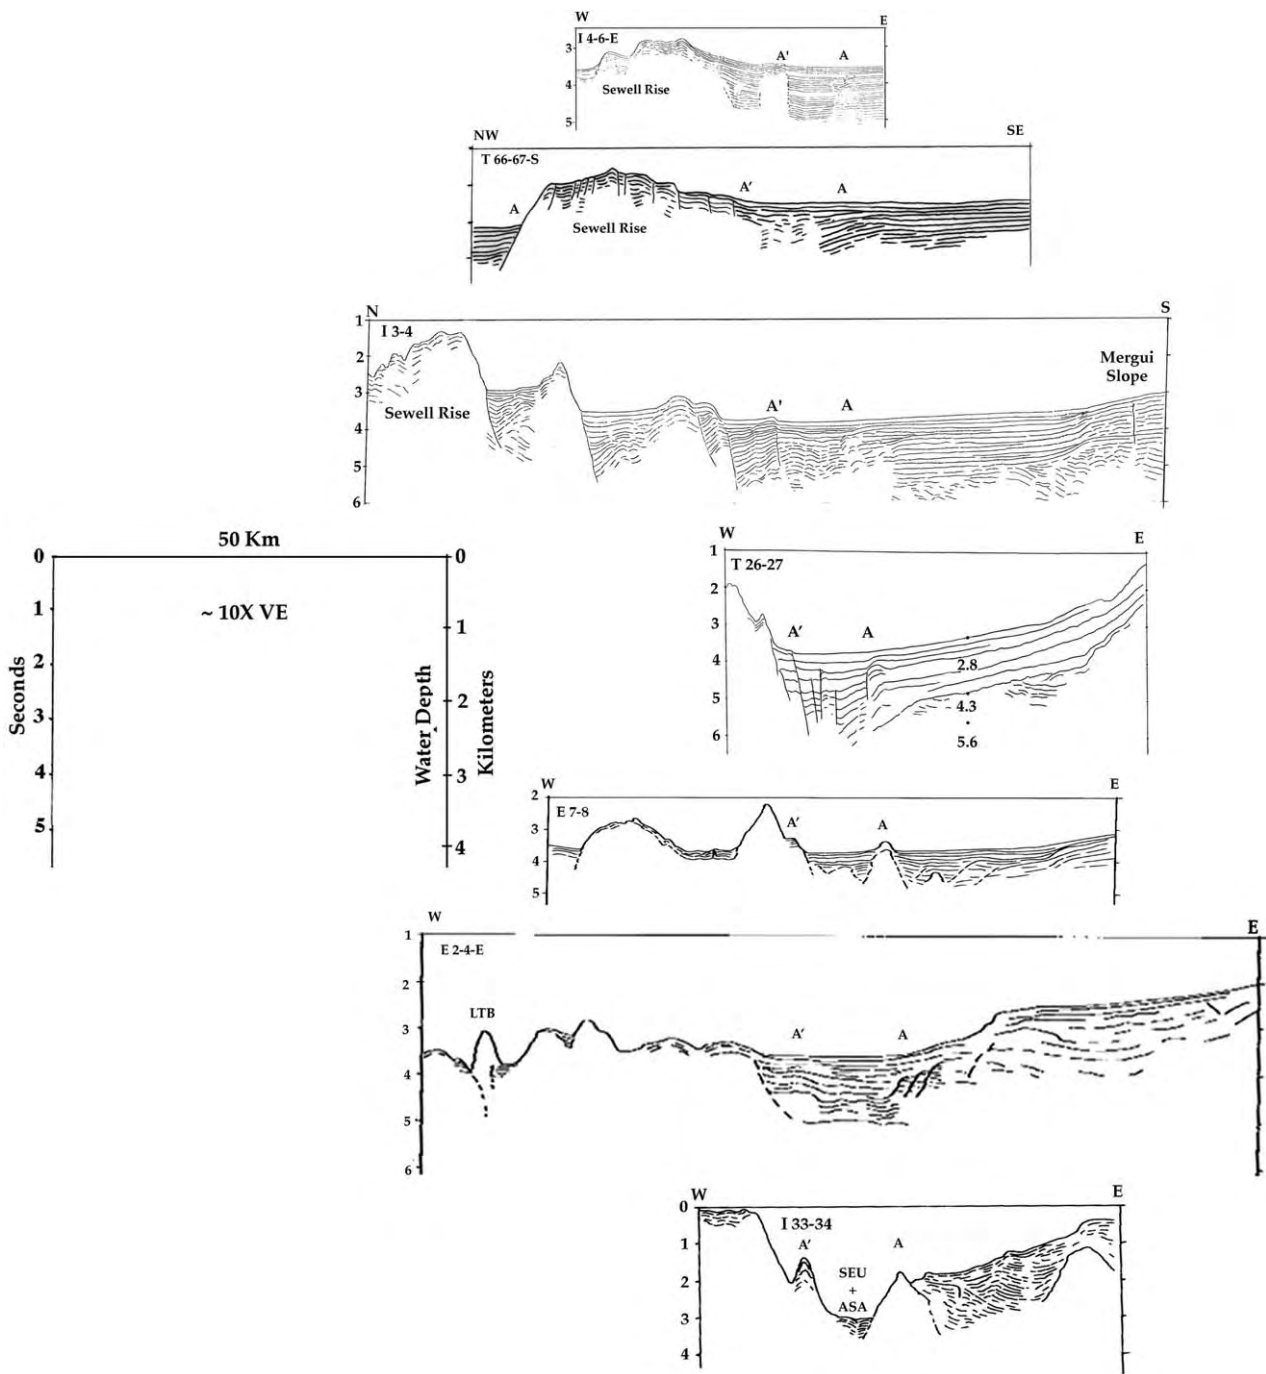 W E
I 4-6-E
A' A
3
Sewell Rise
4
5
NW SE
T 66-67-S
A' A
A
Sewell Rise
N S
1
I 3-4
2
Mergui
Slope
3
Sewell Rise
A' A
4
5
6
50 Km
0 0
~ 10X VE
1 1
2 2
3 3
4 4
5
Seconds
Water Depth
Kilometers
W E
1
T 26-27
2
3
A' A
4
2.8
5
4.3
6
5.6
W E
2
E 7-8
3
A' A
4
5
W E
1
E 2-4-E
2
LTB
3
A' A
4
5
6
W E
0
I 33-34
A' A
1
SEU
+
ASA
2
3
4